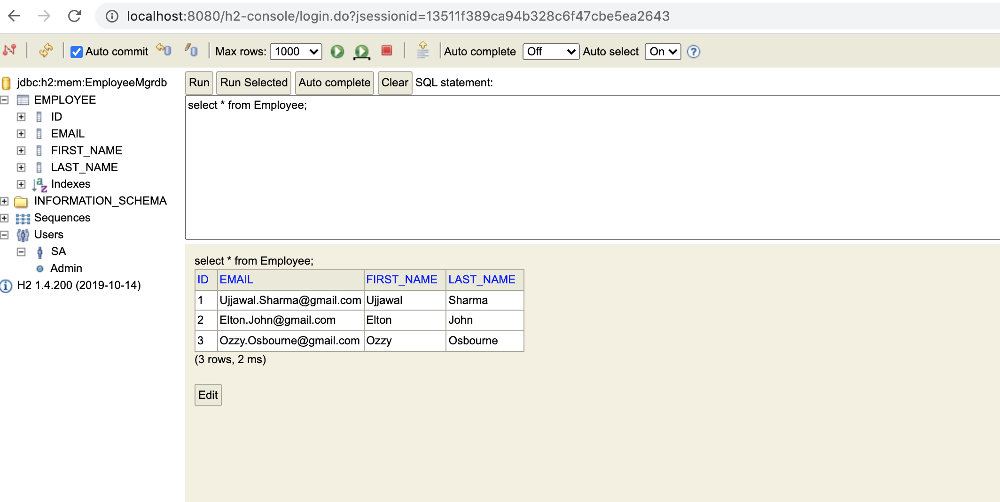 localhost:8080/h2-console/login.do?jsessionid=13511f389ca94b328c6f47cbe5ea2643
Auto commit Max rows: 1000 Auto complete Off Auto select On ?
jdbc:h2:mem:EmployeeMgrdb
EMPLOYEE
ID
EMAIL
FIRST_NAME
LAST_NAME
Indexes
INFORMATION_SCHEMA
Sequences
Users
SA
Admin
H2 1.4.200 (2019-10-14)
Run Run Selected Auto complete Clear SQL statement:
select * from Employee;
select * from Employee;
ID EMAIL FIRST_NAME LAST_NAME
1 Ujjawal.Sharma@gmail.com Ujjawal Sharma
2 Elton.John@gmail.com Elton John
3 Ozzy.Osbourne@gmail.com Ozzy Osbourne
(3 rows, 2 ms)
Edit